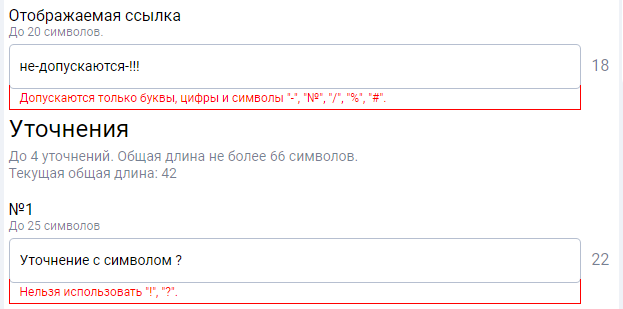 Отображаемая ссылка
До 20 символов.
не-допускаются-!!! 18
Допускаются только буквы, цифры и символы "-", "№", "/", "%", "#".
Уточнения
До 4 уточнений. Общая длина не более 66 символов.
Текущая общая длина: 42
№1
До 25 символов
Уточнение с символом ? 22
Нельзя использовать "!", "?".